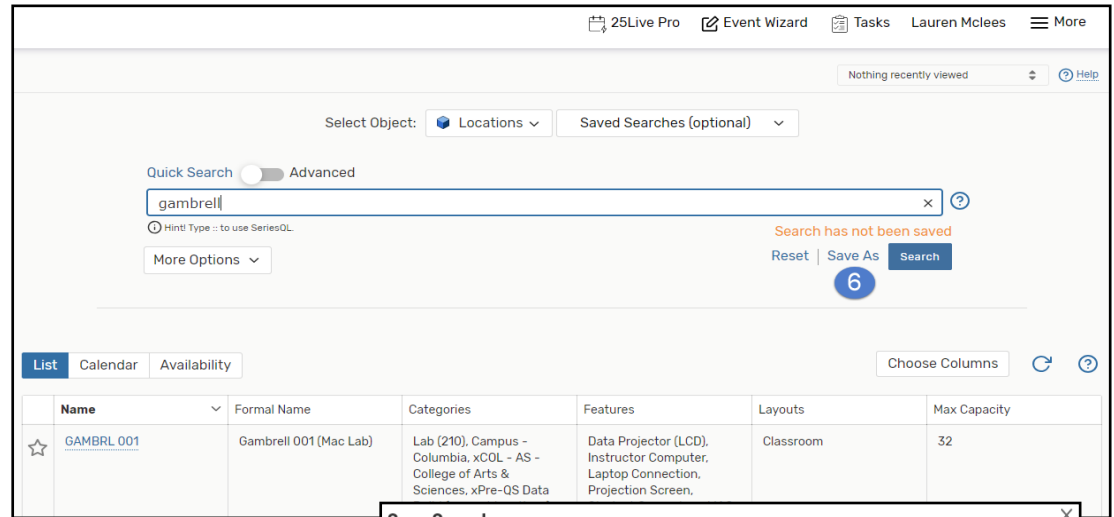 25Live Pro Event Wizard Tasks Lauren Mclees More
Nothing recently viewed Help
Select Object: Locations Saved Searches (optional)
Quick Search Advanced
gambrell
Hint! Type :: to use SeriesQL.
Search has not been saved
More Options Reset | Save As Search
6
List Calendar Availability Choose Columns
Name Formal Name Categories Features Layouts Max Capacity
GAMBRL 001 Gambrell 001 (Mac Lab) Lab (210), Campus - Data Projector (LCD), Classroom 32
Columbia, xCOL - AS - Instructor Computer,
College of Arts & Laptop Connection,
Sciences, xPre-QS Data Projection Screen,